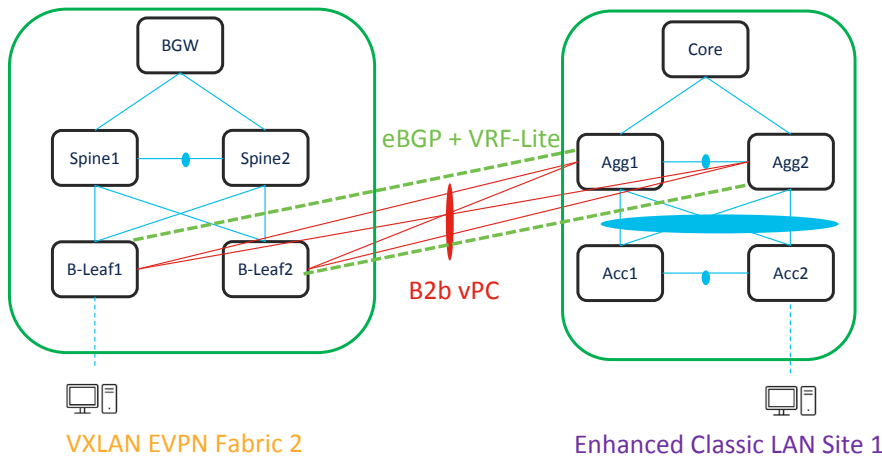 BGW
Core
eBGP + VRF-Lite
Spine1
Spine2
Agg1
Agg2
B-Leaf1
B-Leaf2
B2b vPC
Acc1
Acc2
VXLAN EVPN Fabric 2
Enhanced Classic LAN Site 1